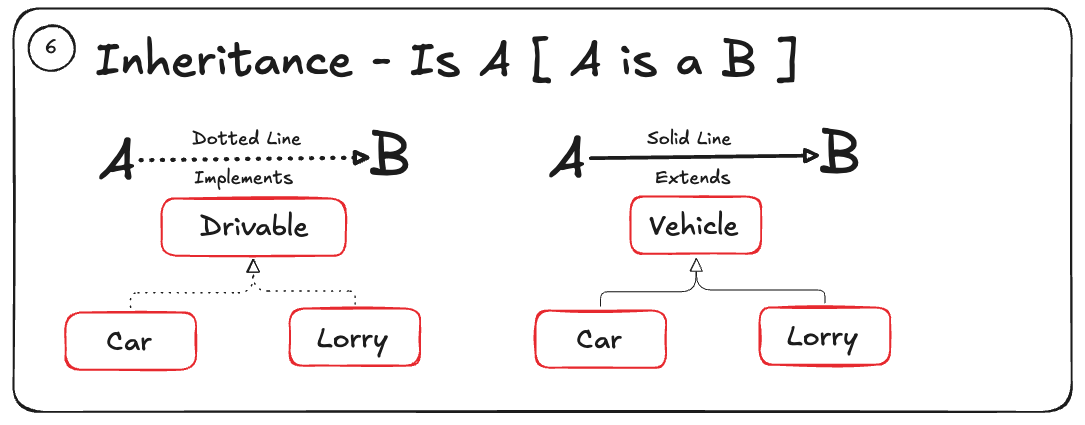 6
Inheritance - Is A [ A is a B ]
A Dotted Line B
Implements
Drivable
Car
Lorry
A Solid Line B
Extends
Vehicle
Car
Lorry